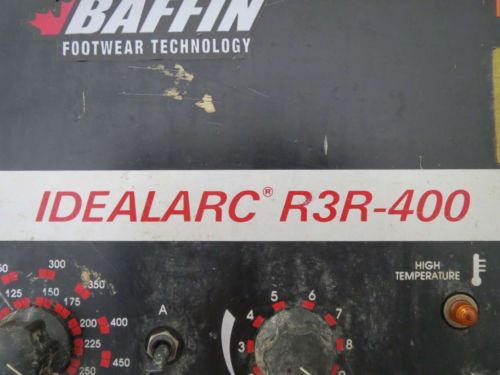 BAFFIN
FOOTWEAR TECHNOLOGY
IDEALARC® R3R-400
HIGH
TEMPERATURE
300
350
125 150
175
200 400
225
450
250
A
3 4 5 6 7 8